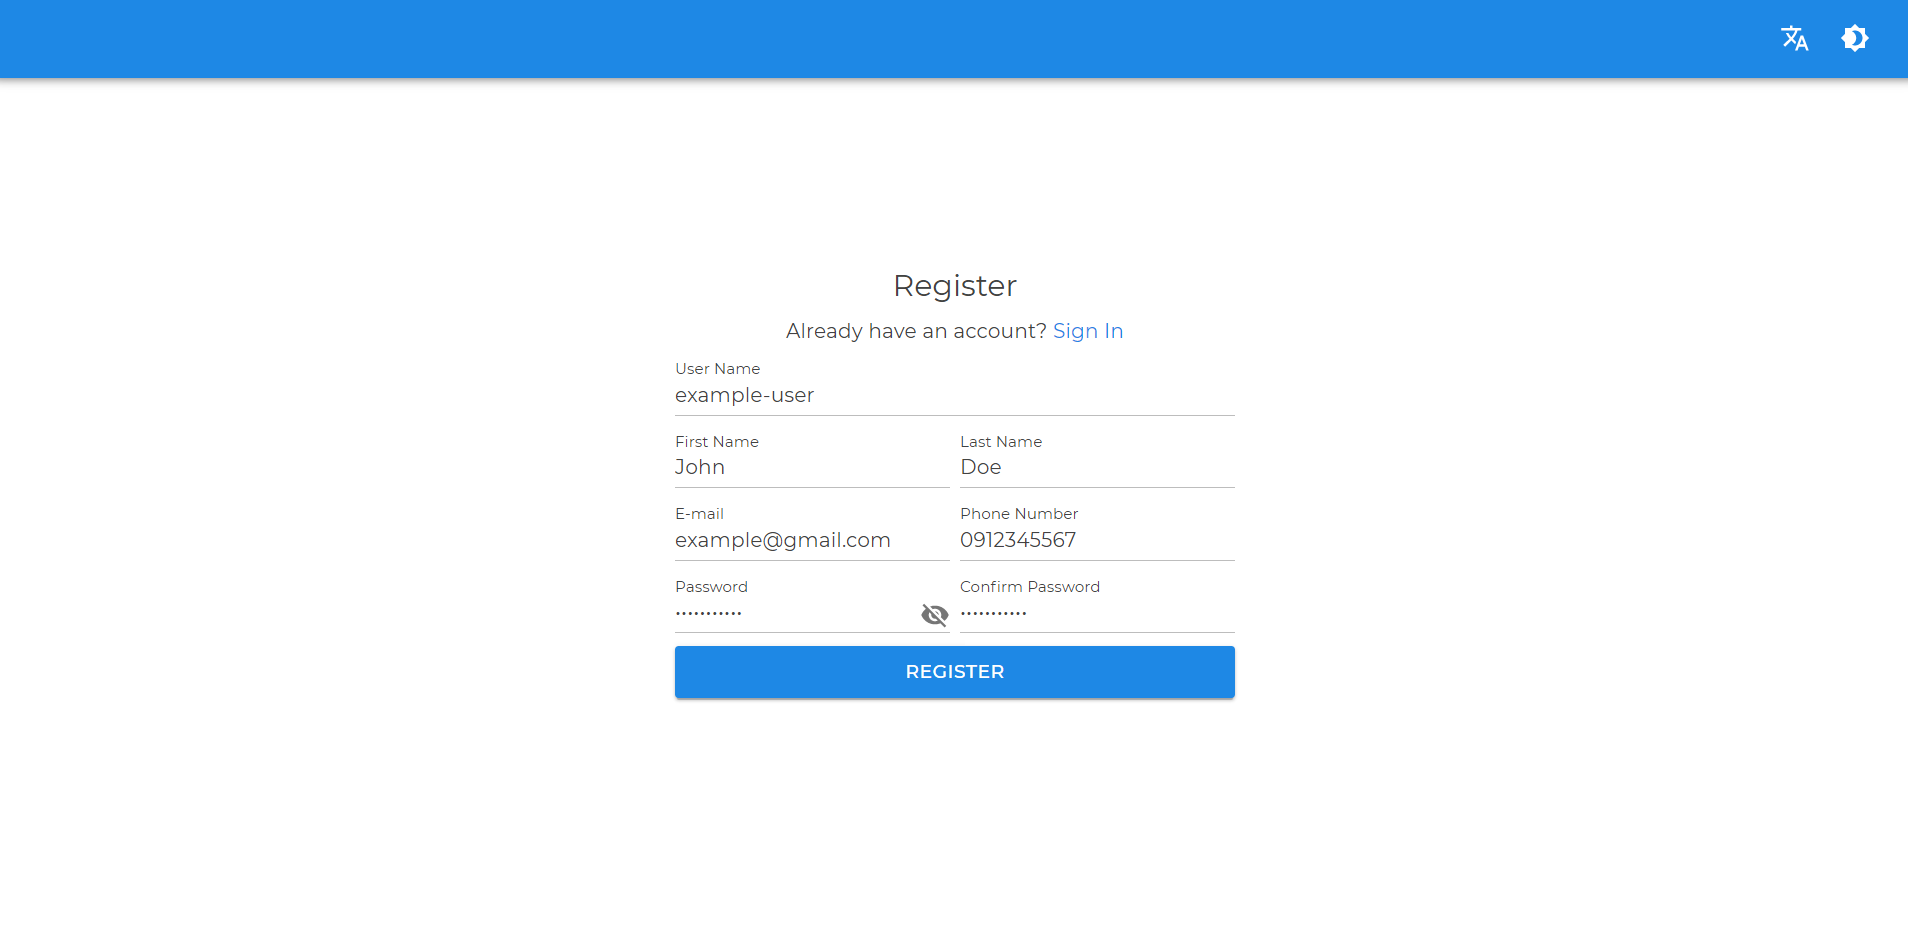 Register
Already have an account? Sign In
User Name
example-user
First Name
Last Name
John
Doe
E-mail
Phone Number
example@gmail.com
0912345567
Password
Confirm Password
•••••••••••
•••••••••••
REGISTER